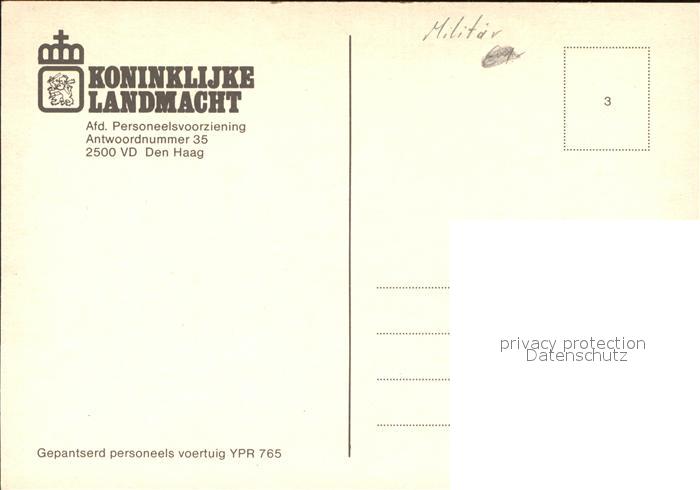 KONINKLIJKE
LANDMACHT
Afd. Personeelsvoorziening
Antwoordnummer 35
2500 VD Den Haag
Gepantserd personeels voertuig YPR 765
Militär
3
privacy protection
Datenschutz